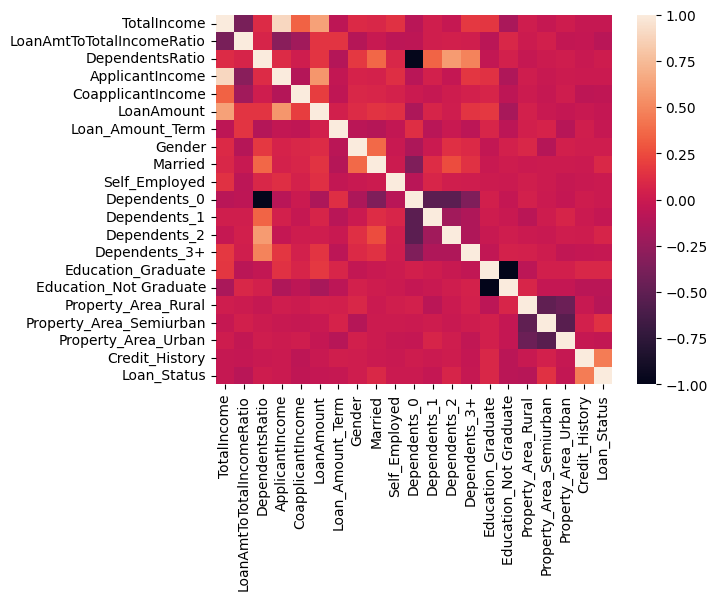 TotalIncome
LoanAmtToTotalIncomeRatio
DependentsRatio
ApplicantIncome
CoapplicantIncome
LoanAmount
Loan_Amount_Term
Gender
Married
Self_Employed
Dependents_0
Dependents_1
Dependents_2
Dependents_3+
Education_Graduate
Education_Not Graduate
Property_Area_Rural
Property_Area_Semiurban
Property_Area_Urban
Credit_History
Loan_Status
TotalIncome
LoanAmtToTotalIncomeRatio
DependentsRatio
ApplicantIncome
CoapplicantIncome
LoanAmount
Loan_Amount_Term
Gender
Married
Self_Employed
Dependents_0
Dependents_1
Dependents_2
Dependents_3+
Education_Graduate
Education_Not Graduate
Property_Area_Rural
Property_Area_Semiurban
Property_Area_Urban
Credit_History
Loan_Status
1.00
0.75
0.50
0.25
0.00
−0.25
−0.50
−0.75
−1.00